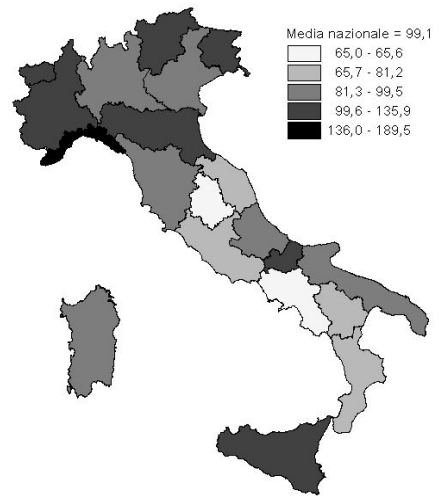 Media nazionale = 99,1
65,0 - 65,6
65,7 - 81,2
81,3 - 99,5
99,6 - 135,9
136,0 - 189,5